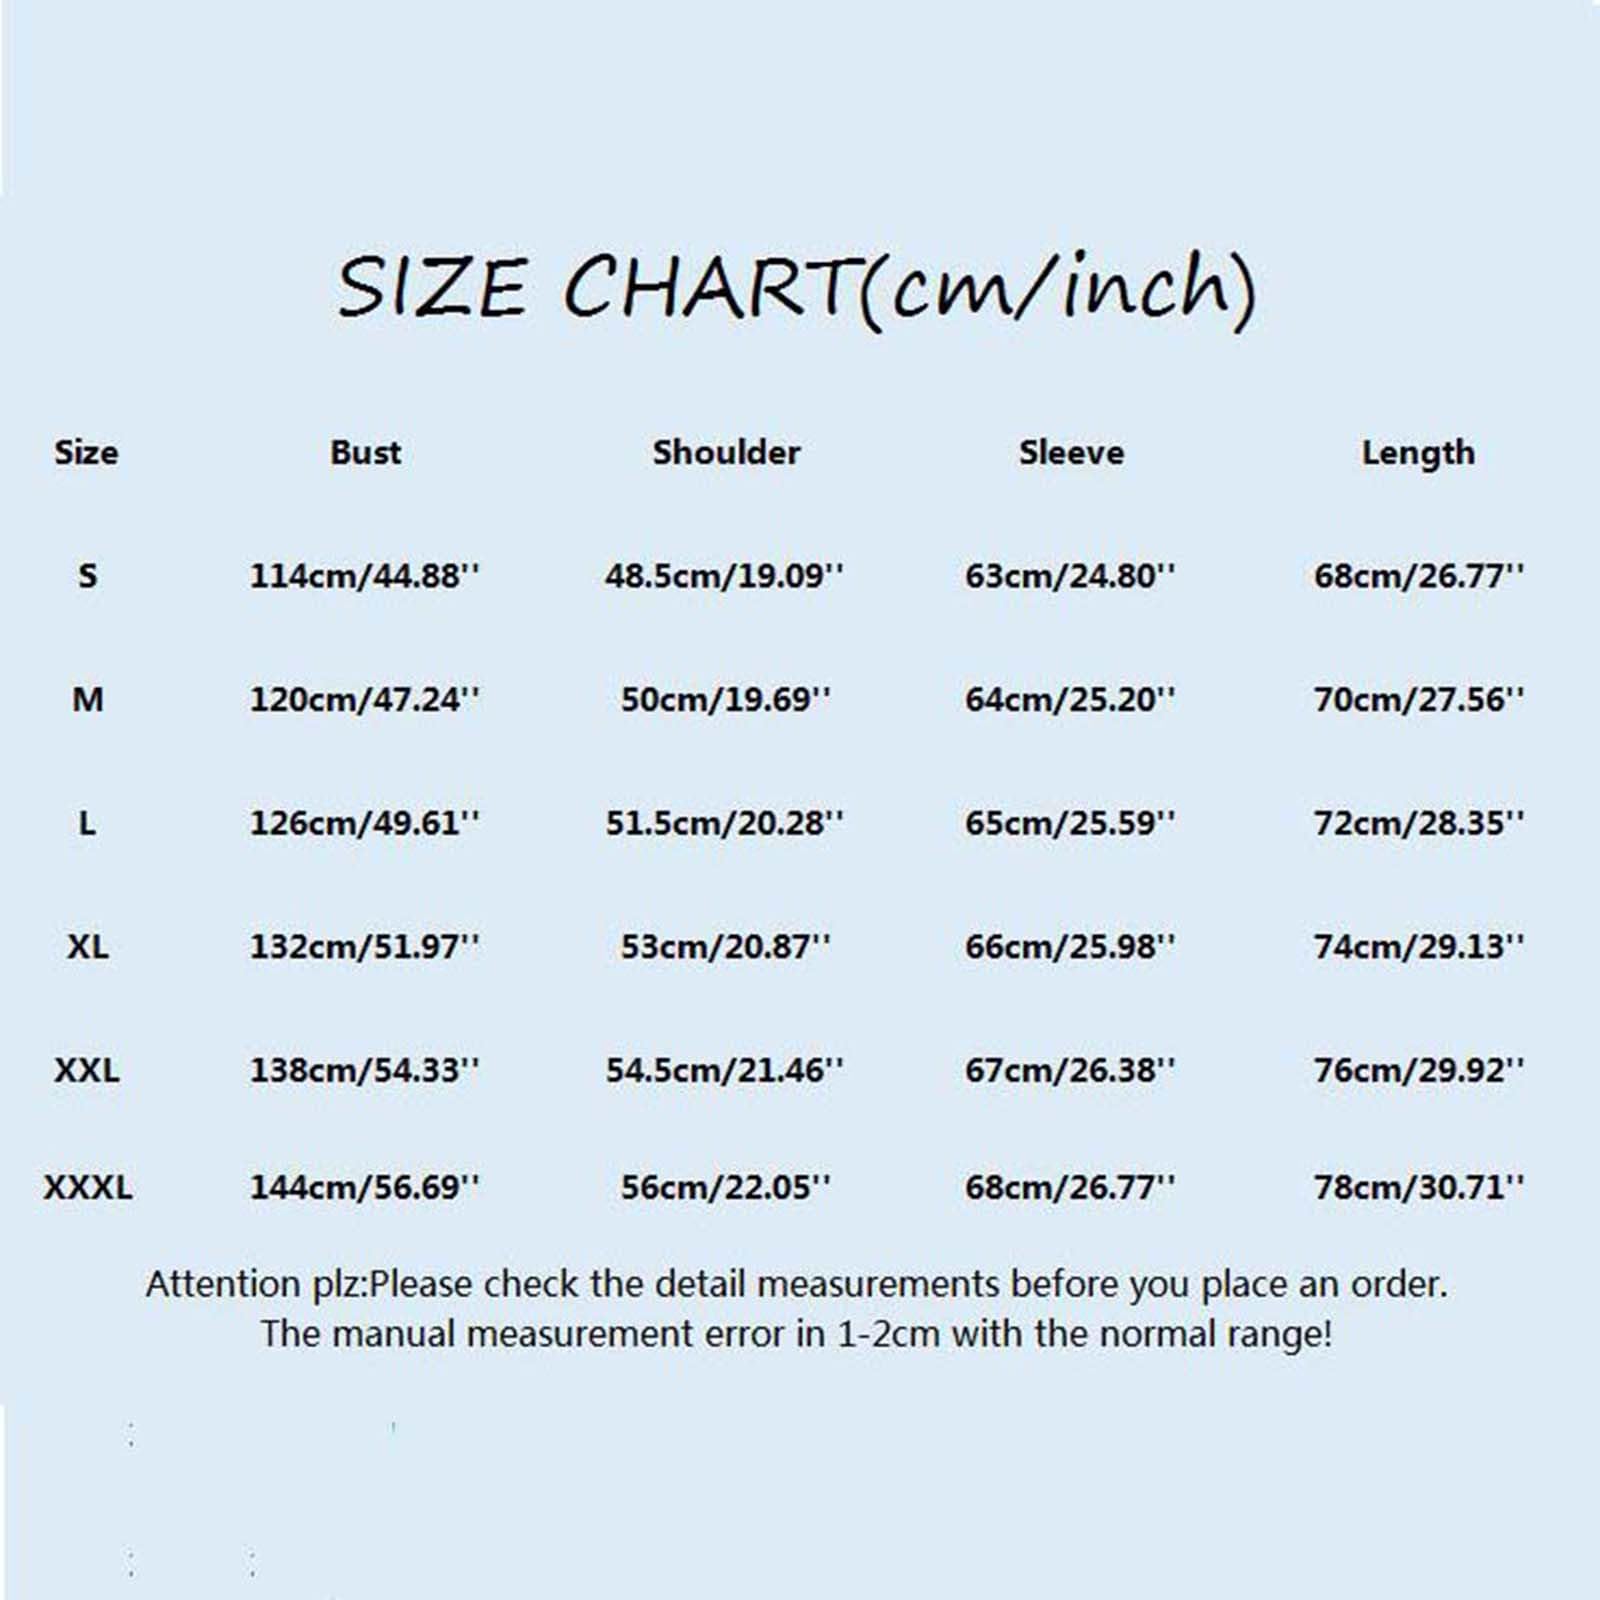 SIZE CHART(cm/inch)
Size Bust Shoulder Sleeve Length
S 114cm/44.88'' 48.5cm/19.09'' 63cm/24.80'' 68cm/26.77''
M 120cm/47.24'' 50cm/19.69'' 64cm/25.20'' 70cm/27.56''
L 126cm/49.61'' 51.5cm/20.28'' 65cm/25.59'' 72cm/28.35''
XL 132cm/51.97'' 53cm/20.87'' 66cm/25.98'' 74cm/29.13''
XXL 138cm/54.33'' 54.5cm/21.46'' 67cm/26.38'' 76cm/29.92''
XXXL 144cm/56.69'' 56cm/22.05'' 68cm/26.77'' 78cm/30.71''
Attention plz:Please check the detail measurements before you place an order.
The manual measurement error in 1-2cm with the normal range!